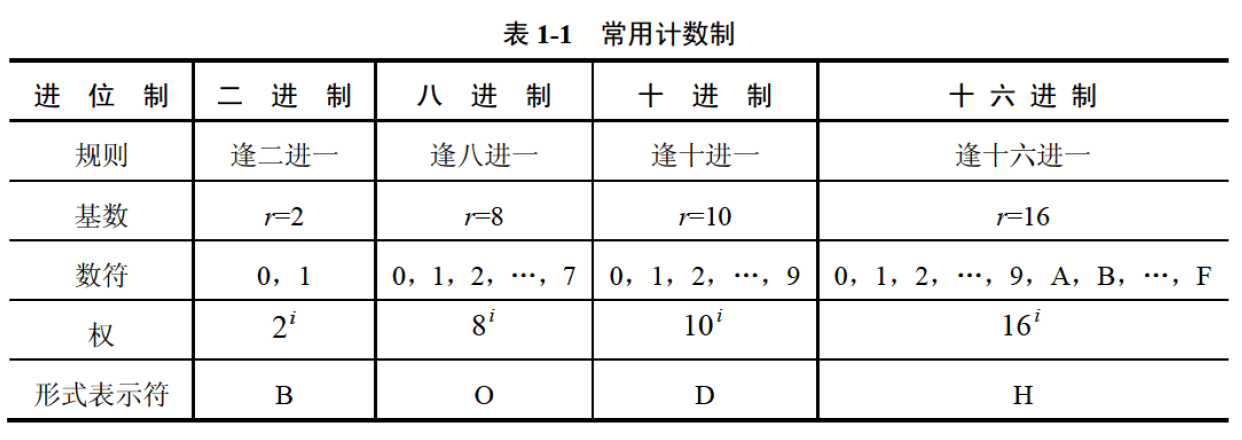 表 1-1 常用计数制
进 位 制 二 进 制 八 进 制 十 进 制 十 六 进 制
规则 逢二进一 逢八进一 逢十进一 逢十六进一
基数 r=2 r=8 r=10 r=16
数符 0，1 0，1，2，…，7 0，1，2，…，9 0，1，2，…，9，A，B，…，F
权 2^i 8^i 10^i 16^i
形式表示符 B O D H